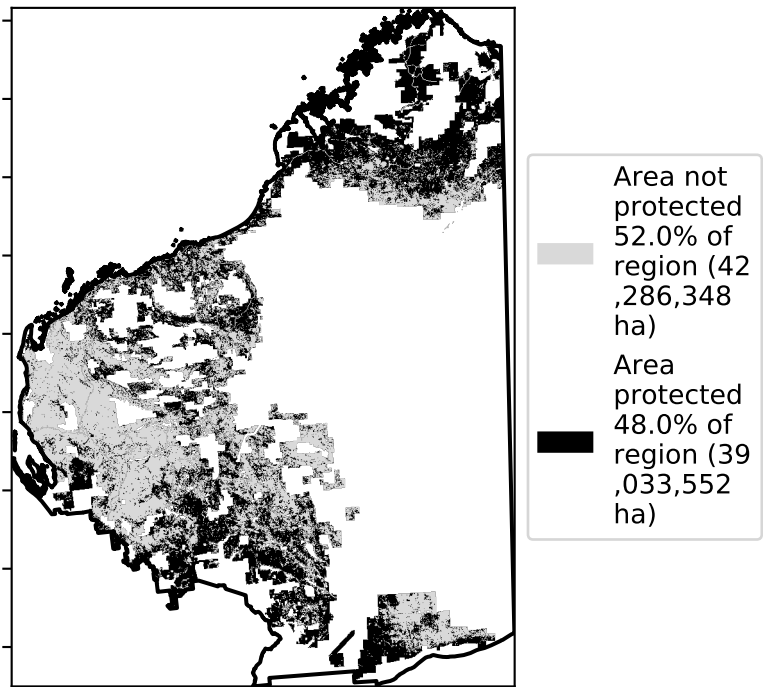 Area not
protected
52.0% of
region (42
,286,348
ha)
Area
protected
48.0% of
region (39
,033,552
ha)